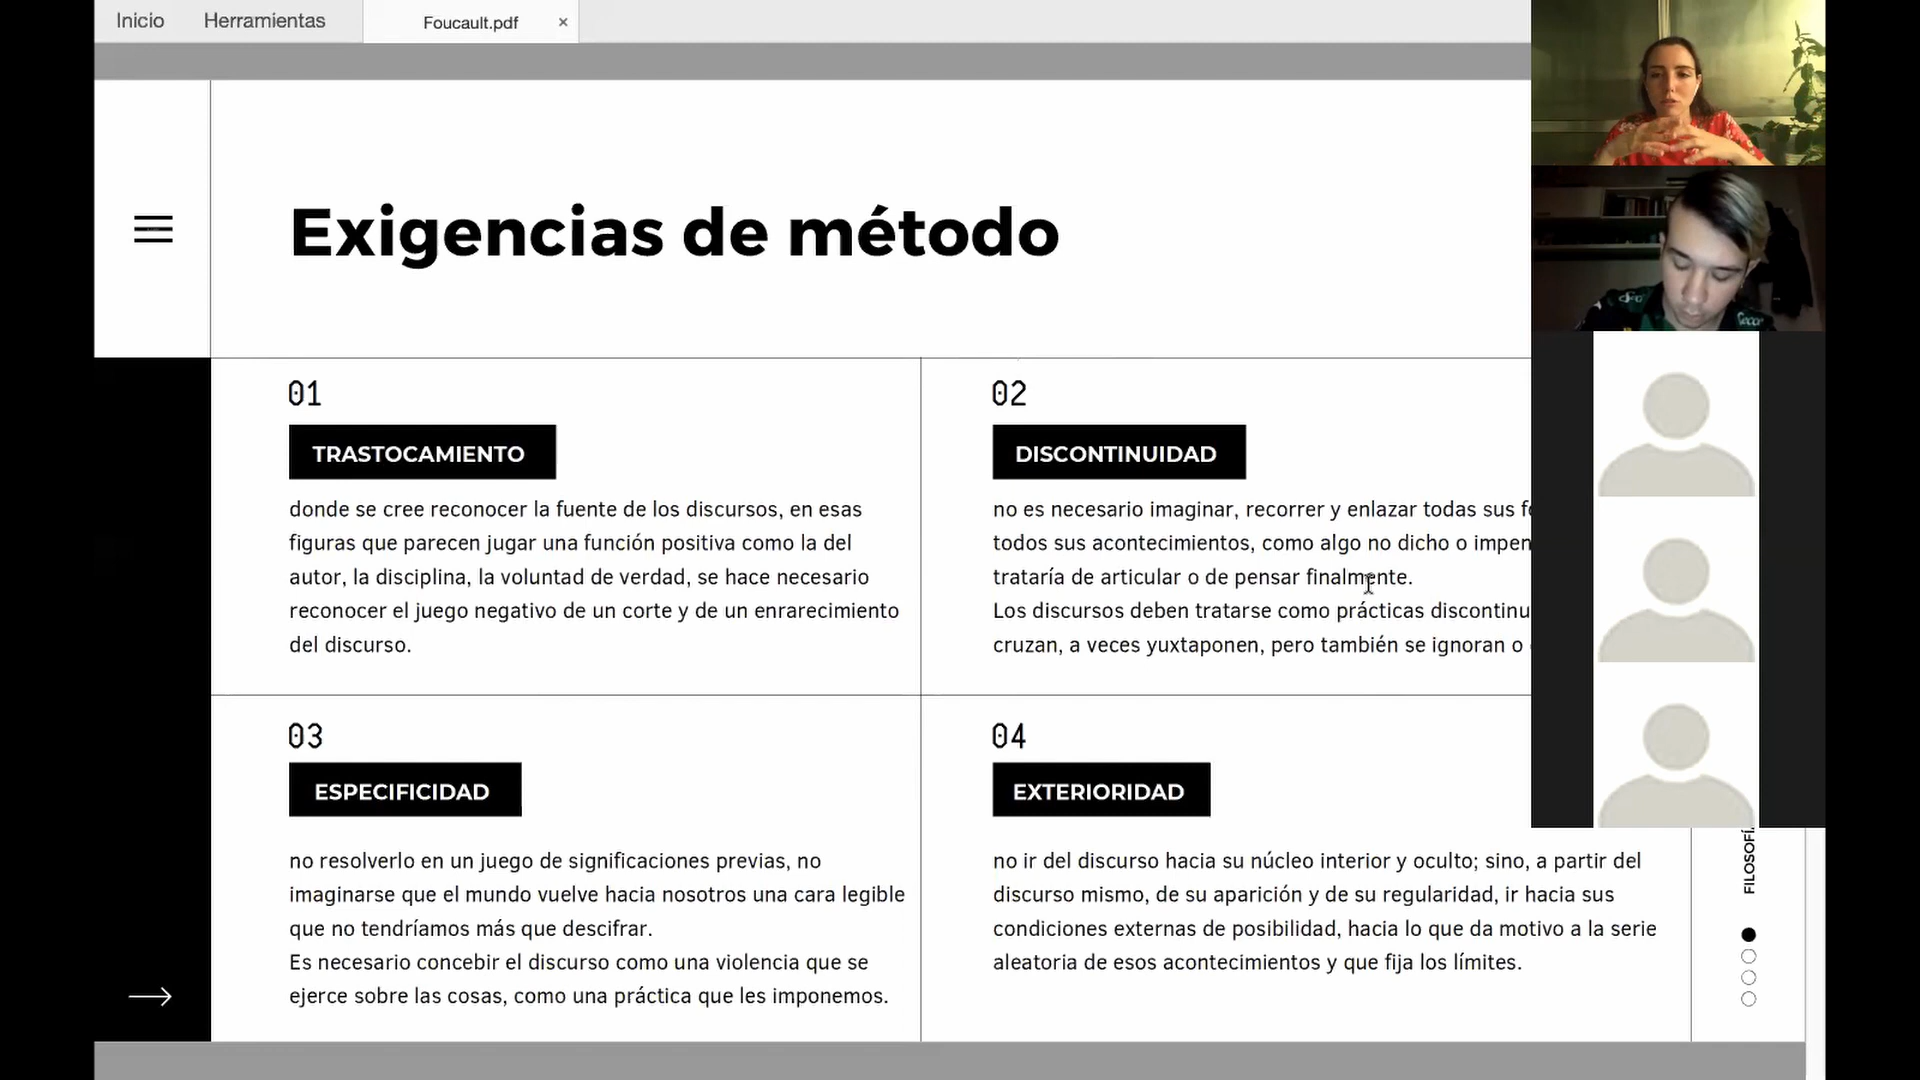 Inicio Herramientas Foucault.pdf ×
Exigencias de método
01
TRASTOCAMIENTO
donde se cree reconocer la fuente de los discursos, en esas
figuras que parecen jugar una función positiva como la del
autor, la disciplina, la voluntad de verdad, se hace necesario
reconocer el juego negativo de un corte y de un enrarecimiento
del discurso.
02
DISCONTINUIDAD
no es necesario imaginar, recorrer y enlazar todas sus
todos sus acontecimientos, como algo no dicho o
trataría de articular o de pensar finalmente.
Los discursos deben tratarse como prácticas
cruzan, a veces yuxtaponen, pero también se ignoran o
03
ESPECIFICIDAD
no resolverlo en un juego de significaciones previas, no
imaginarse que el mundo vuelve hacia nosotros una cara legible
que no tendríamos más que descifrar.
Es necesario concebir el discurso como una violencia que se
ejerce sobre las cosas, como una práctica que les imponemos.
04
EXTERIORIDAD
no ir del discurso hacia su núcleo interior y oculto; sino, a partir del
discurso mismo, de su aparición y de su regularidad, ir hacia sus
condiciones externas de posibilidad, hacia lo que da motivo a la serie
aleatoria de esos acontecimientos y que fija los límites.